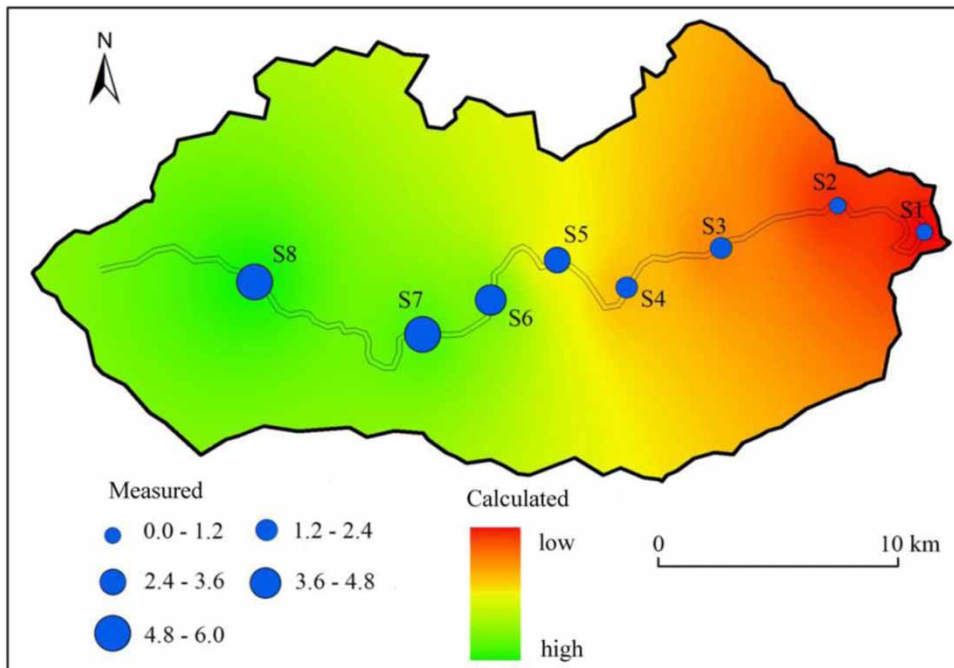 N
S2
S1
S3
S5
S8
S4
S7
S6
Measured
0.0 - 1.2
1.2 - 2.4
2.4 - 3.6
3.6 - 4.8
4.8 - 6.0
Calculated
low
high
0
10 km